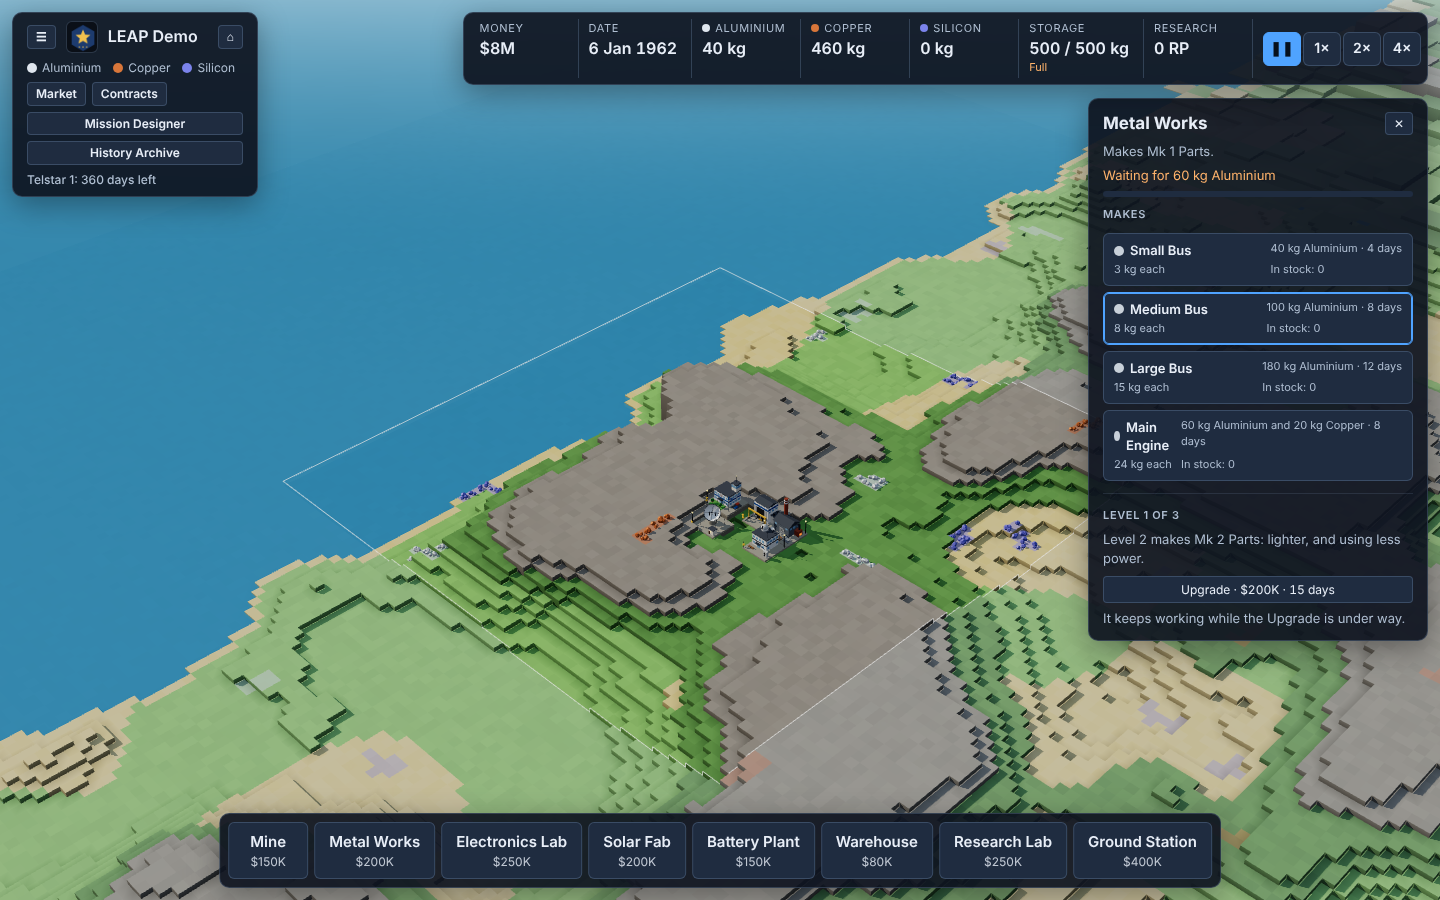 ☰ LEAP Demo ⌂
Aluminium Copper Silicon
Market Contracts
Mission Designer
History Archive
Telstar 1: 360 days left
MONEY DATE ALUMINIUM COPPER SILICON STORAGE RESEARCH
$8M 6 Jan 1962 40 kg 460 kg 0 kg 500 / 500 kg 0 RP
Full
1× 2× 4×
Metal Works ×
Makes Mk 1 Parts.
Waiting for 60 kg Aluminium
MAKES
Small Bus 40 kg Aluminium · 4 days
3 kg each In stock: 0
Medium Bus 100 kg Aluminium · 8 days
8 kg each In stock: 0
Large Bus 180 kg Aluminium · 12 days
15 kg each In stock: 0
Main Engine 60 kg Aluminium and 20 kg Copper · 8 days
24 kg each In stock: 0
LEVEL 1 OF 3
Level 2 makes Mk 2 Parts: lighter, and using less
power.
Upgrade · $200K · 15 days
It keeps working while the Upgrade is under way.
Mine Metal Works Electronics Lab Solar Fab Battery Plant Warehouse Research Lab Ground Station
$150K $200K $250K $200K $150K $80K $250K $400K